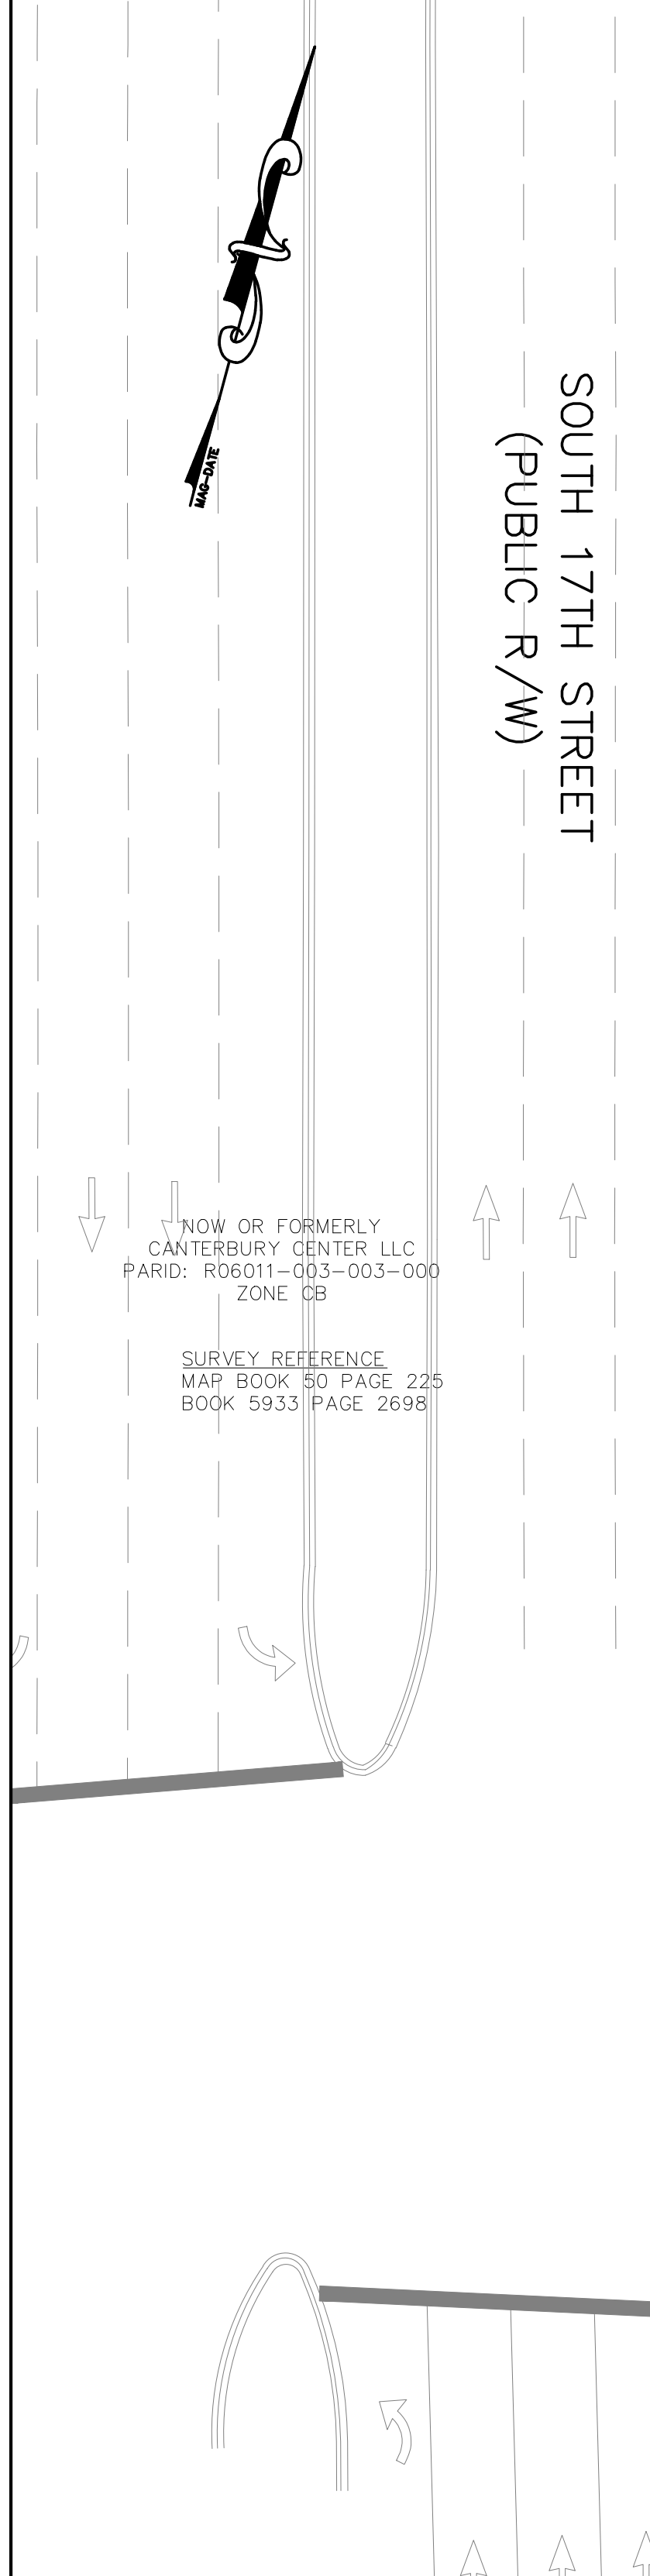 MAG-DATE
SOUTH 17TH STREET
(PUBLIC R/W)
NOW OR FORMERLY
CANTERBURY CENTER LLC
PARID: R06011-003-003-000
ZONE CB
SURVEY REFERENCE
MAP BOOK 50 PAGE 225
BOOK 5933 PAGE 2698